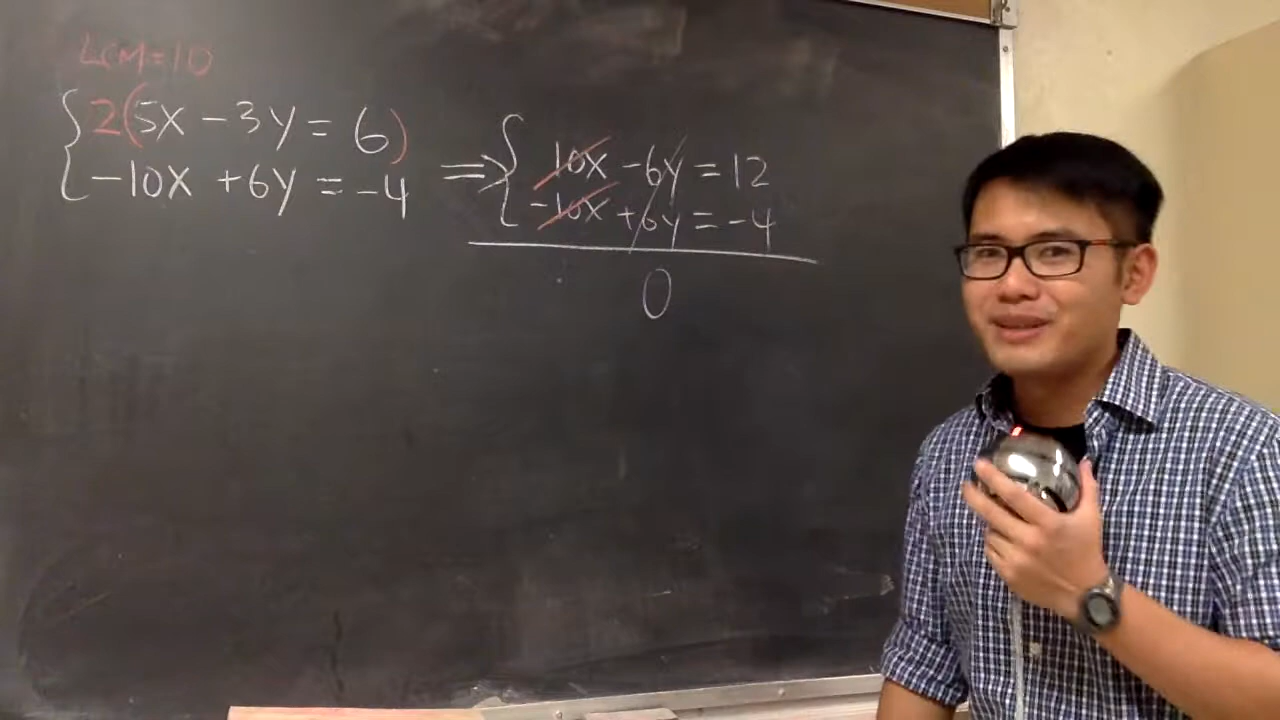 LCM=10
2(5x - 3y = 6)
-10x + 6y = -4
⇒
10x - 6y = 12
-10x + 6y = -4
0